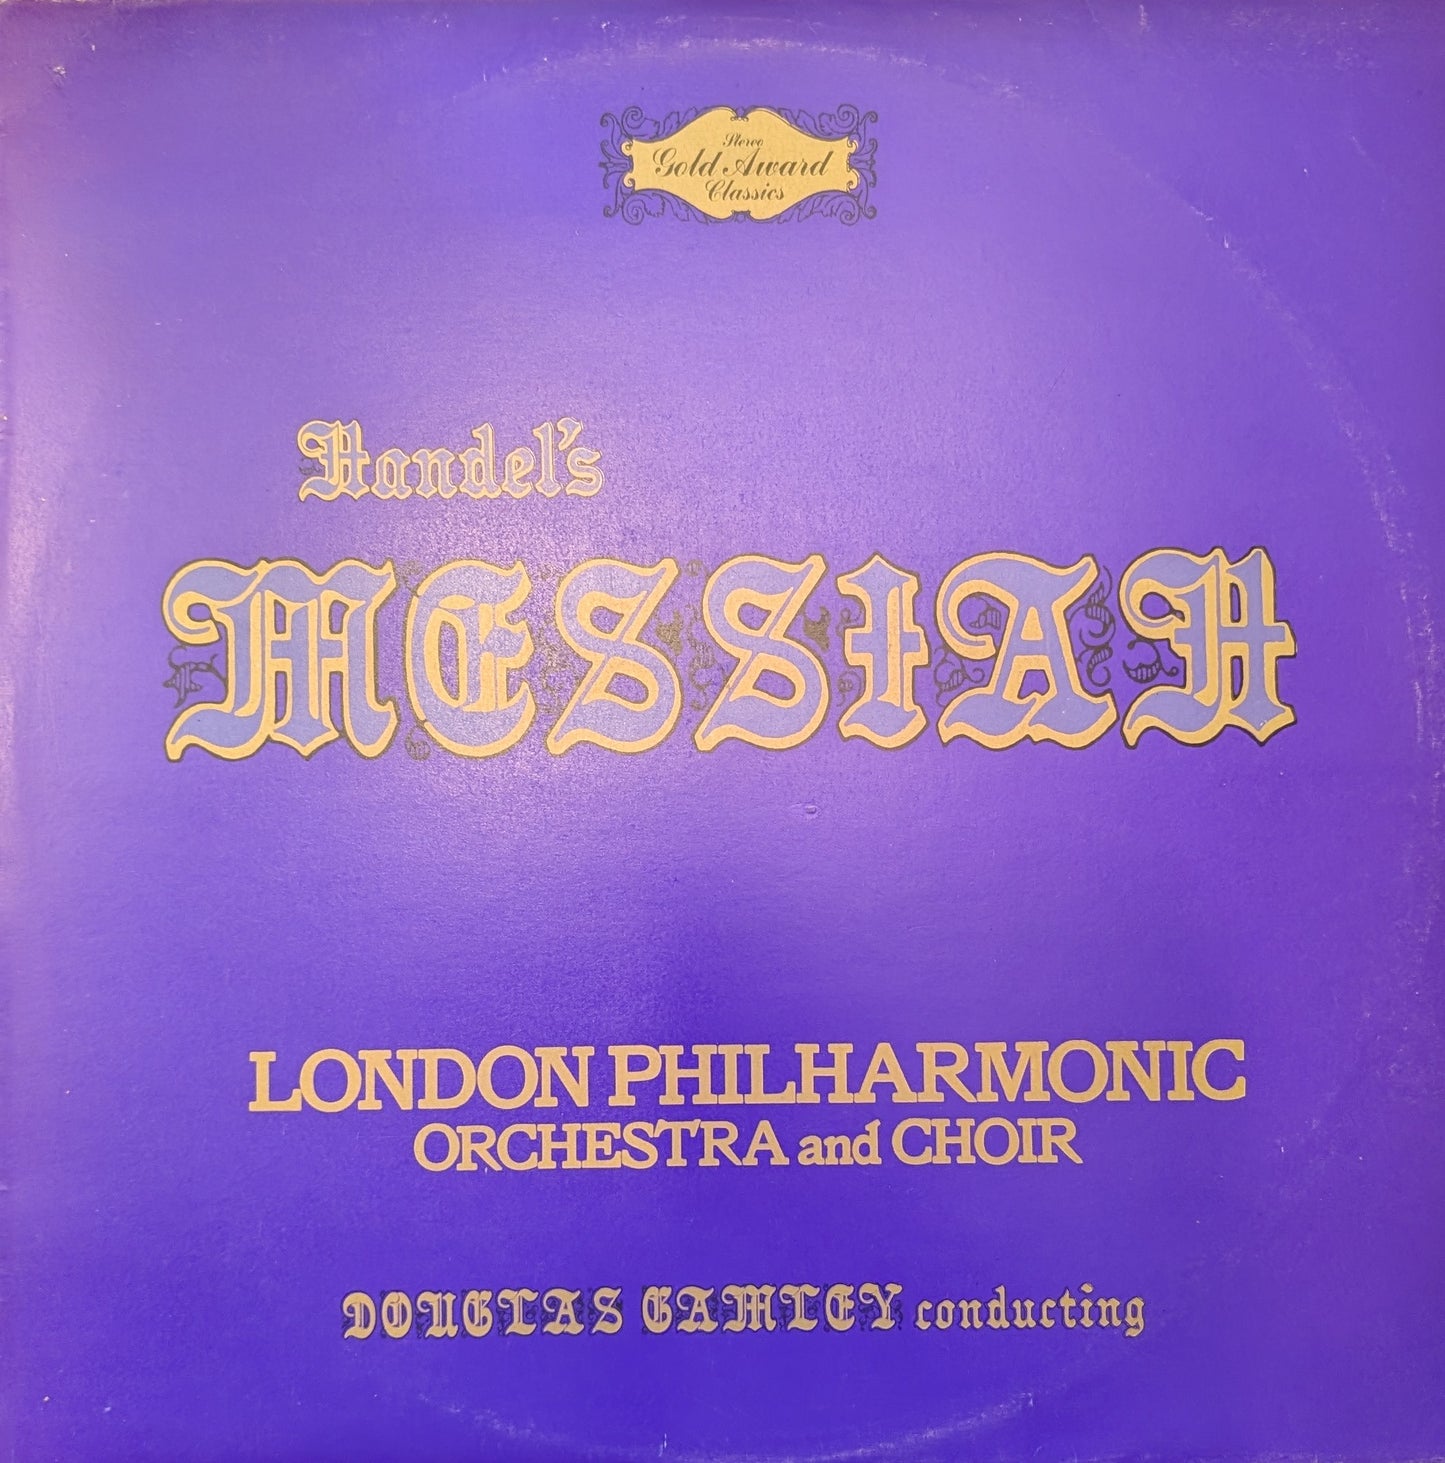 Stereo
Gold Award
Classics
Handel's
MESSIAH
LONDON PHILHARMONIC
ORCHESTRA and CHOIR
DOUGLAS GAMLEY conducting